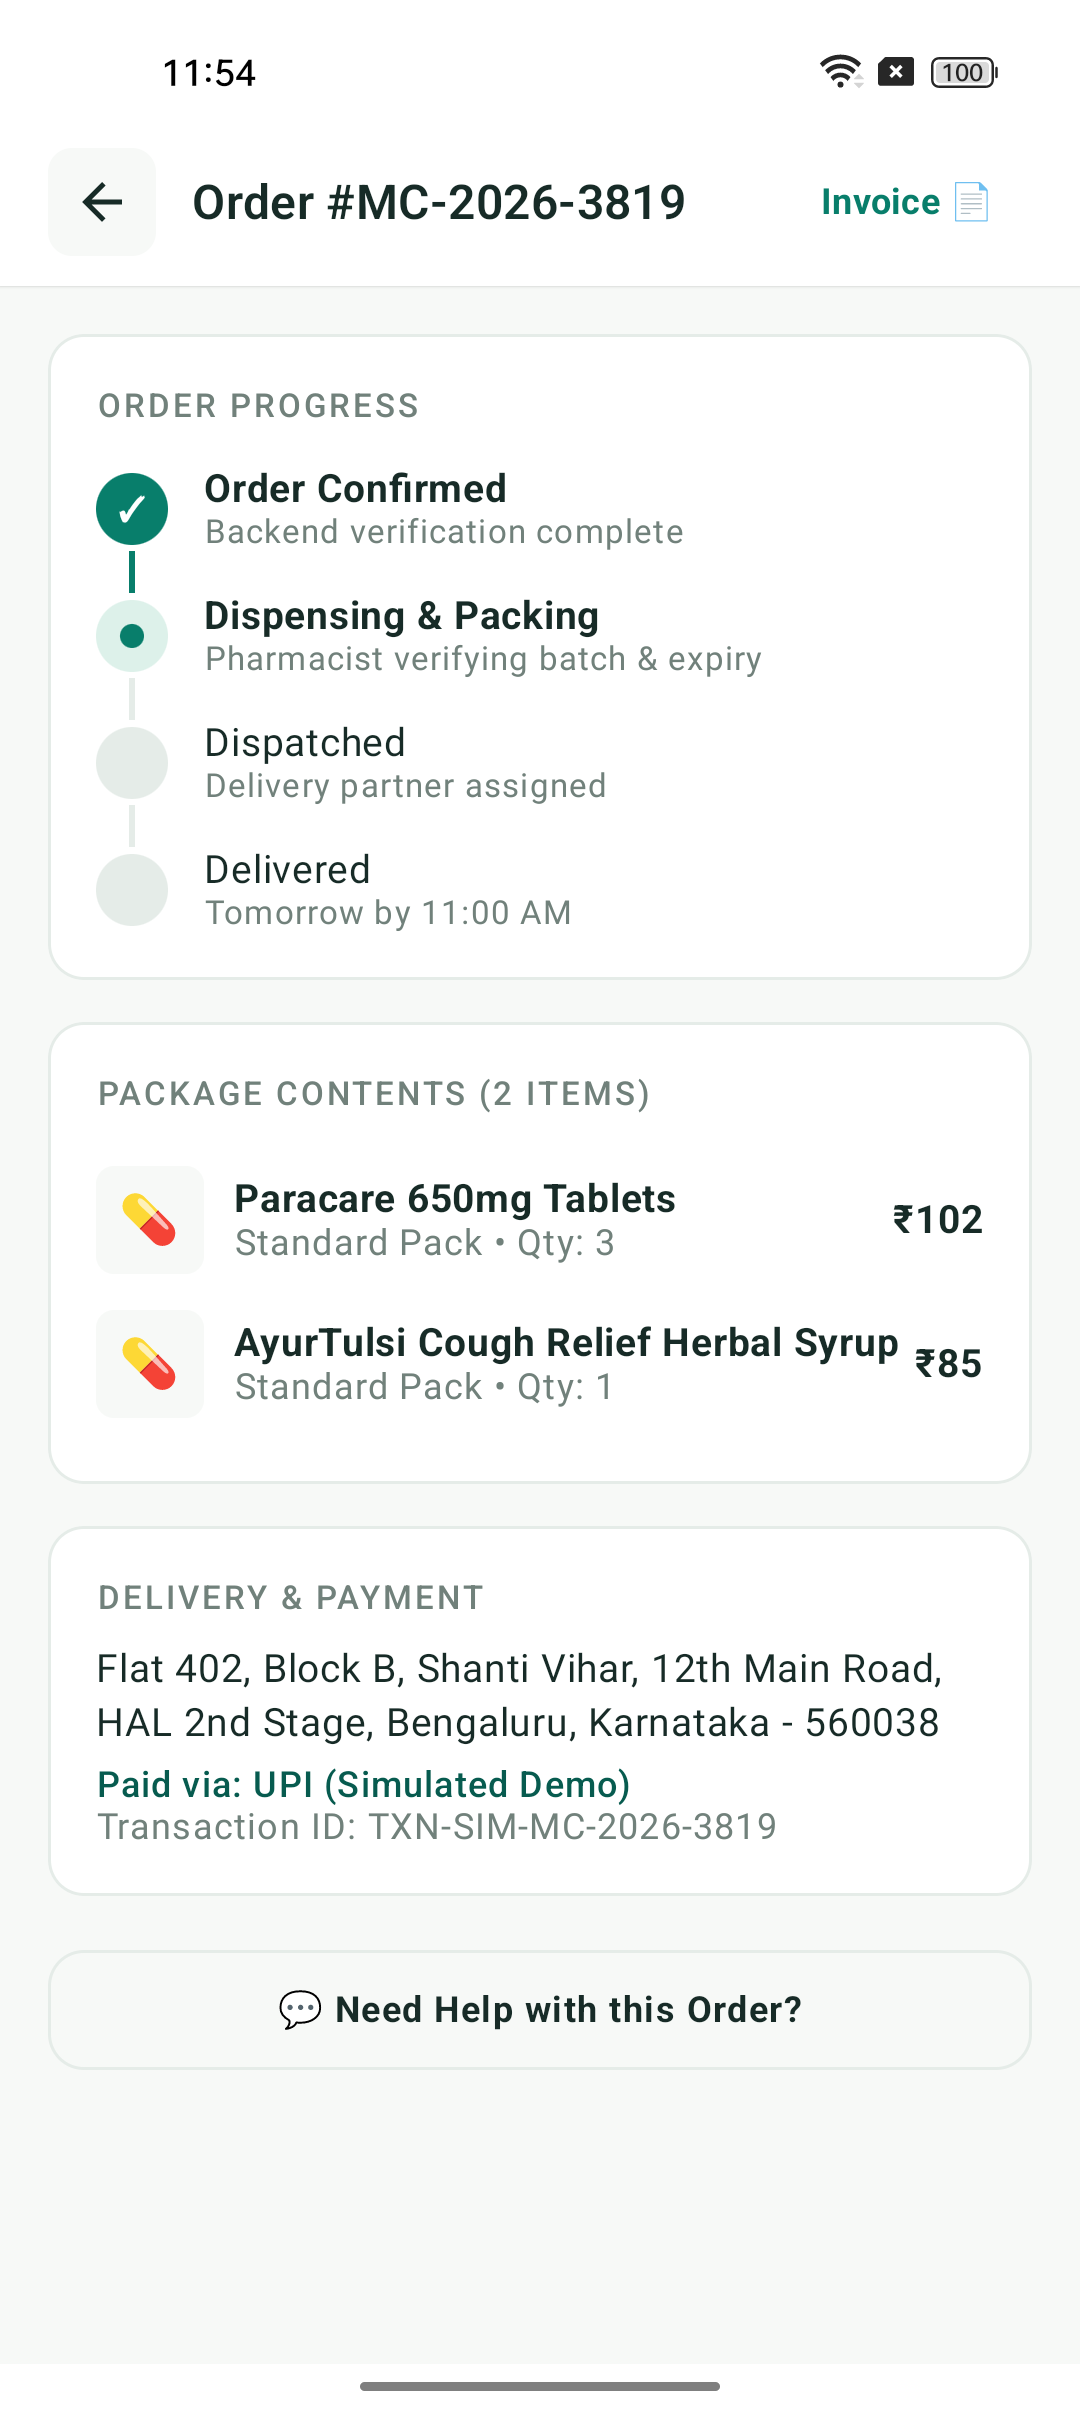 11:54
100
Order #MC-2026-3819
Invoice
ORDER PROGRESS
Order Confirmed
Backend verification complete
Dispensing & Packing
Pharmacist verifying batch & expiry
Dispatched
Delivery partner assigned
Delivered
Tomorrow by 11:00 AM
PACKAGE CONTENTS (2 ITEMS)
Paracare 650mg Tablets
Standard Pack • Qty: 3
₹102
AyurTulsi Cough Relief Herbal Syrup
Standard Pack • Qty: 1
₹85
DELIVERY & PAYMENT
Flat 402, Block B, Shanti Vihar, 12th Main Road,
HAL 2nd Stage, Bengaluru, Karnataka - 560038
Paid via: UPI (Simulated Demo)
Transaction ID: TXN-SIM-MC-2026-3819
Need Help with this Order?